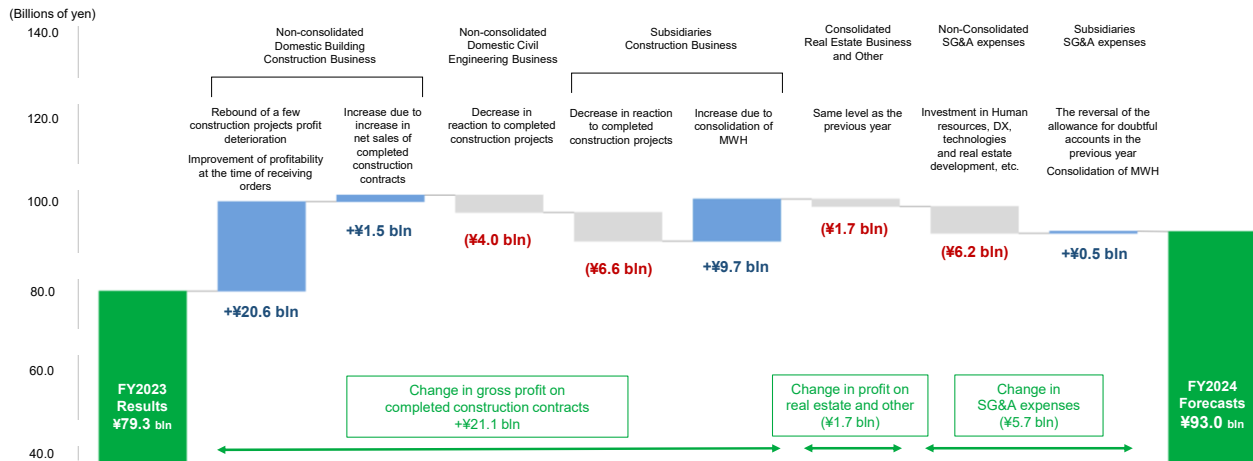 (Billions of yen)
140.0
120.0
100.0
80.0
60.0
40.0
Non-consolidated
Domestic Building
Construction Business
Non-consolidated
Domestic Civil
Engineering Business
Subsidiaries
Construction Business
Consolidated
Real Estate Business
and Other
Non-Consolidated
SG&A expenses
Subsidiaries
SG&A expenses
Rebound of a few
construction projects profit
deterioration
Improvement of profitability
at the time of receiving
orders
Increase due to
increase in
net sales of
completed
construction
contracts
Decrease in
reaction to completed
construction projects
Decrease in reaction
to completed
construction projects
Increase due to
consolidation of
MWH
Same level as the
previous year
Investment in Human
resources, DX,
technologies
and real estate
development, etc.
The reversal of the
allowance for doubtful
accounts in the
previous year
Consolidation of MWH
+¥20.6 bln
+¥1.5 bln
(¥4.0 bln)
(¥6.6 bln)
+¥9.7 bln
(¥1.7 bln)
(¥6.2 bln)
+¥0.5 bln
FY2023
Results
¥79.3 bln
Change in gross profit on
completed construction contracts
+¥21.1 bln
Change in profit on
real estate and other
(¥1.7 bln)
Change in
SG&A expenses
(¥5.7 bln)
FY2024
Forecasts
¥93.0 bln